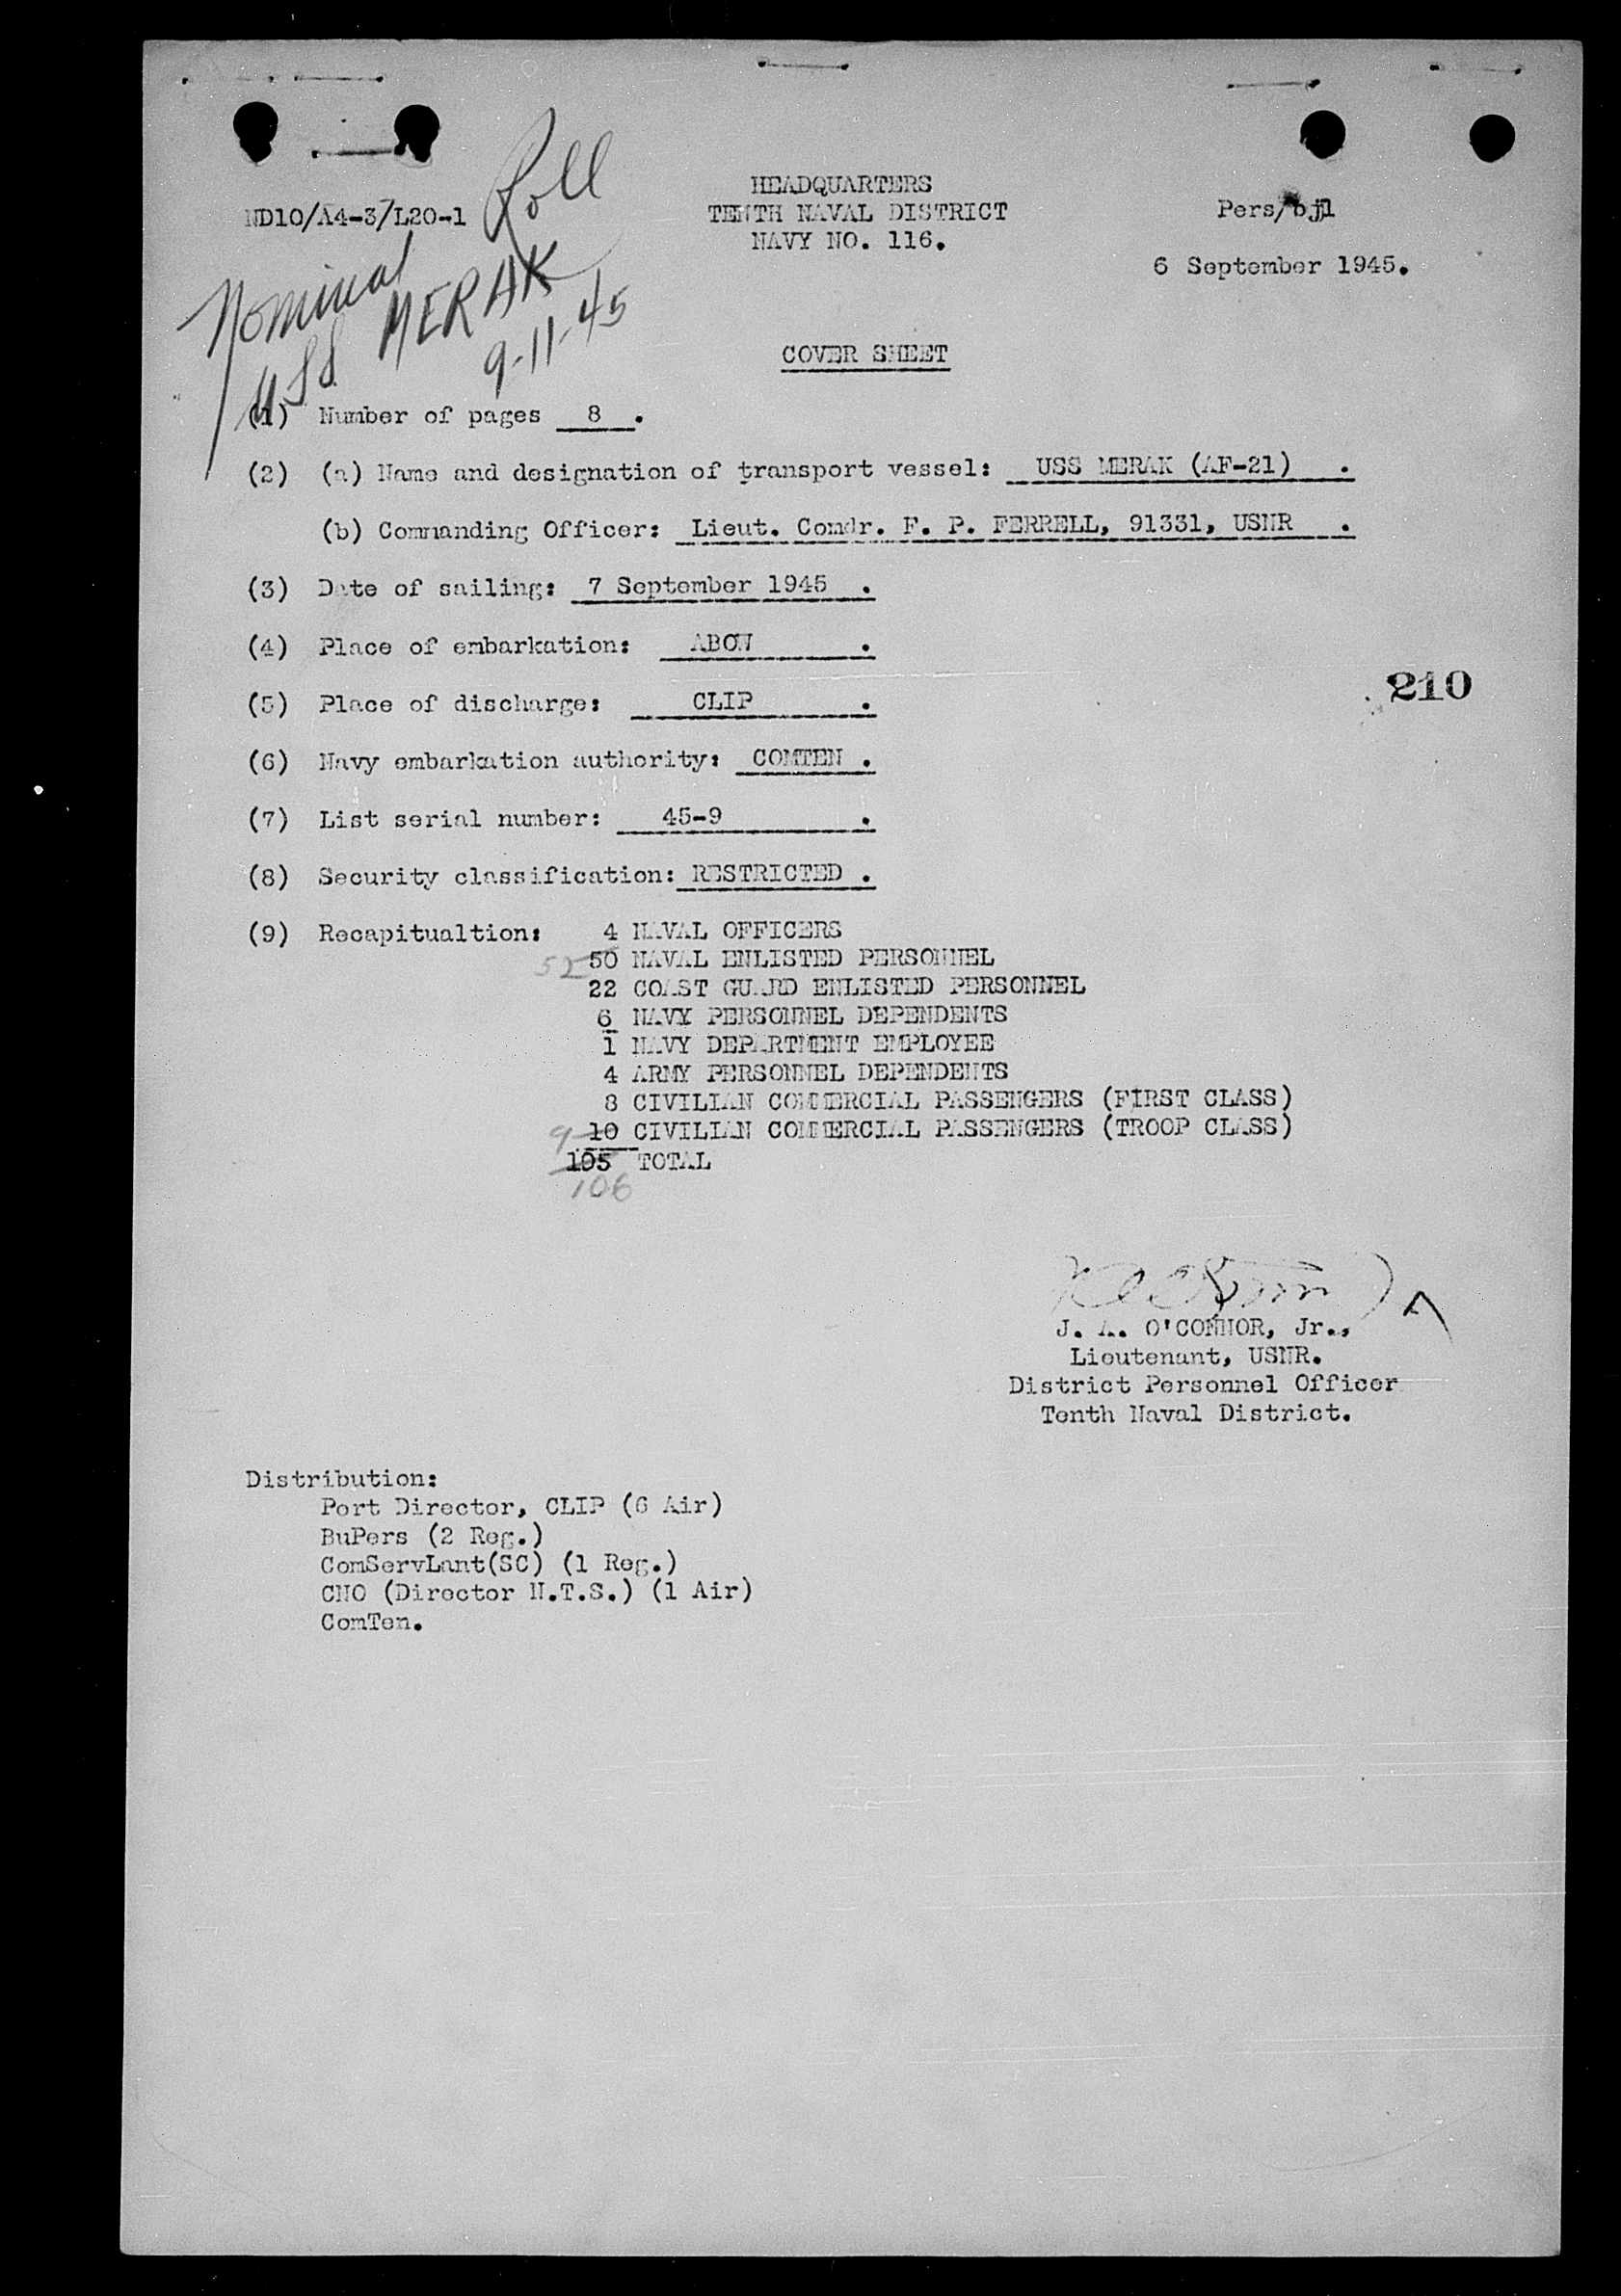 Roll
HEADQUARTERS
ND10/A4-3/L20-1
TENTH NAVAL DISTRICT
Pers/bjl
NAVY NO. 116.
6 September 1945.
Nominal
USS MERAK
9-11-45
COVER SHEET
(1) Number of pages 8 .
(2) (a) Name and designation of transport vessel: USS MERAK (AF-21) .
(b) Commanding Officer: Lieut. Comdr. F. P. FERRELL, 91331, USNR .
(3) Date of sailing: 7 September 1945 .
(4) Place of embarkation: ABOW .
210
(5) Place of discharge: CLIP .
(6) Navy embarkation authority: COMTEN .
(7) List serial number: 45-9 .
(8) Security classification: RESTRICTED .
(9) Recapitualtion: 4 NAVAL OFFICERS
52 50 NAVAL ENLISTED PERSONNEL
22 COAST GUARD ENLISTED PERSONNEL
6 NAVY PERSONNEL DEPENDENTS
1 NAVY DEPARTMENT EMPLOYEE
4 ARMY PERSONNEL DEPENDENTS
8 CIVILIAN COMMERCIAL PASSENGERS (FIRST CLASS)
9 10 CIVILIAN COMMERCIAL PASSENGERS (TROOP CLASS)
105 TOTAL
106
J. A. O'CONNOR, Jr.,
Lieutenant, USNR.
District Personnel Officer
Tenth Naval District.
Distribution:
Port Director, CLIP (6 Air)
BuPers (2 Reg.)
ComServLant(SC) (1 Reg.)
CNO (Director N.T.S.) (1 Air)
ComTen.